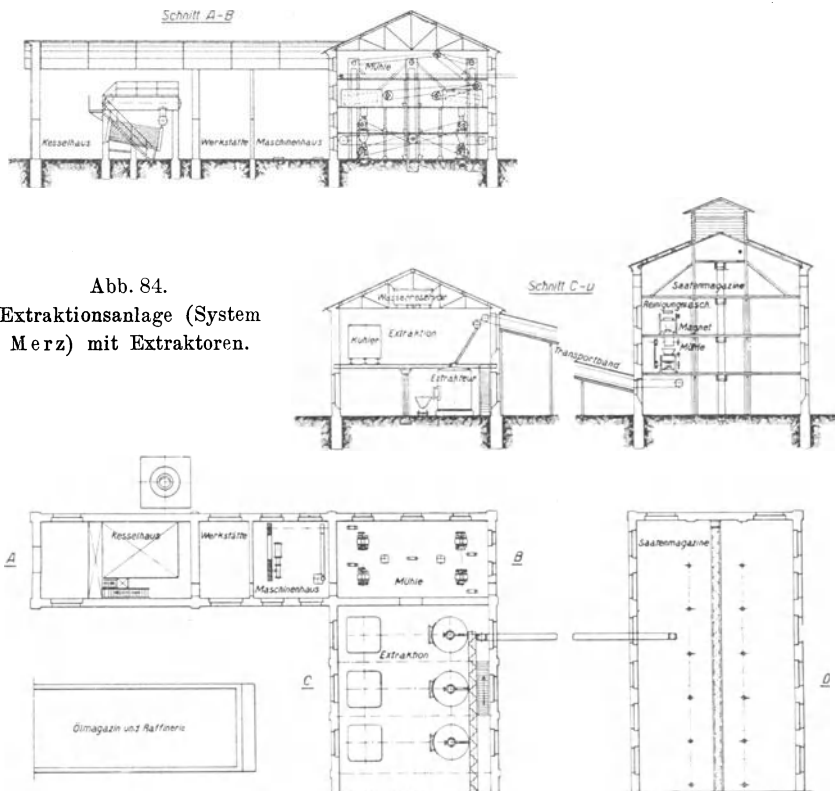 Schnitt A-B
Mühle
Kesselhaus
Werkstätte
Maschinenhaus
Abb. 84.
Extraktionsanlage (System
Merz) mit Extraktoren.
Schnitt C-D
Wasserreserve
Kühler
Extraktion
Extrakteur
Transportband
Saatenmagazine
Reinigungsmasch.
Magnet
Mühle
A
Kesselhaus
Werkstätte
Maschinenhaus
Mühle
B
Saatenmagazine
Extraktion
C
D
Ölmagazin und Raffinerie